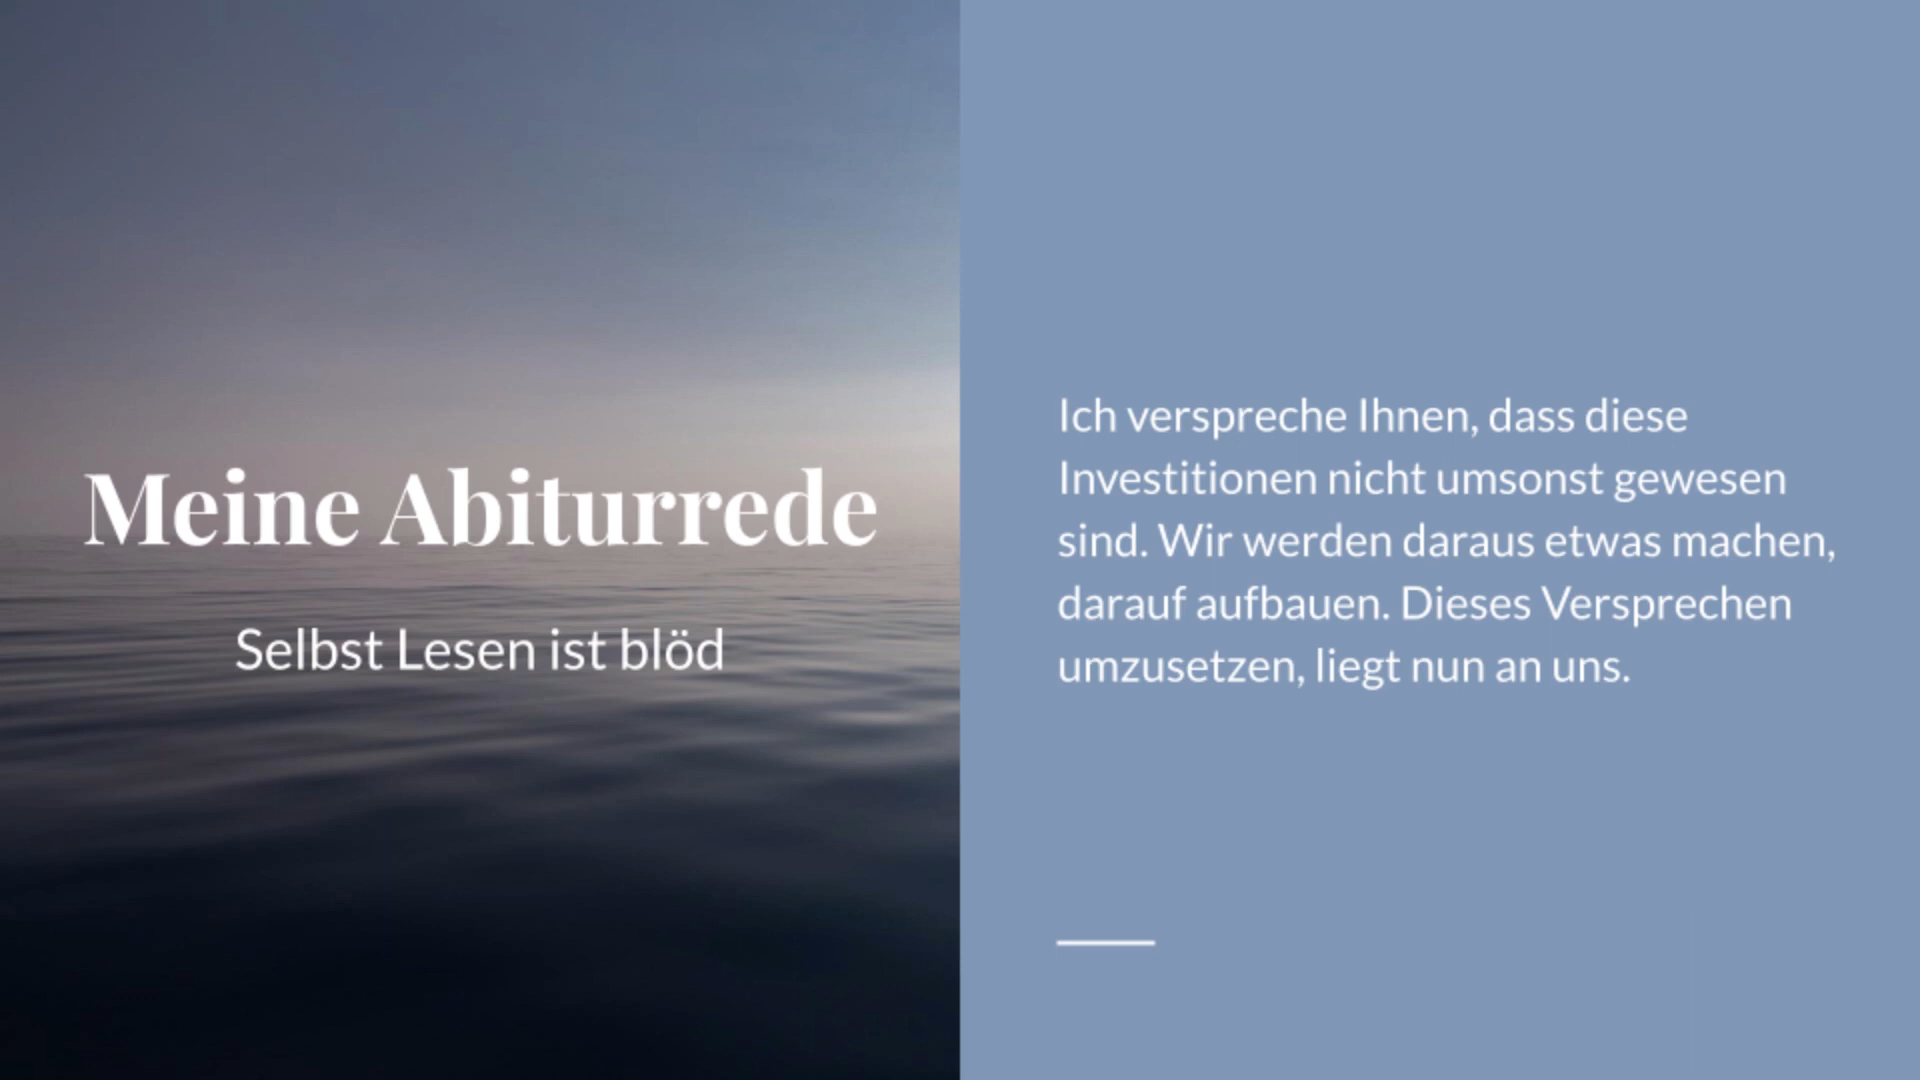 Meine Abiturrede
Selbst Lesen ist blöd
Ich verspreche Ihnen, dass diese
Investitionen nicht umsonst gewesen
sind. Wir werden daraus etwas machen,
darauf aufbauen. Dieses Versprechen
umzusetzen, liegt nun an uns.